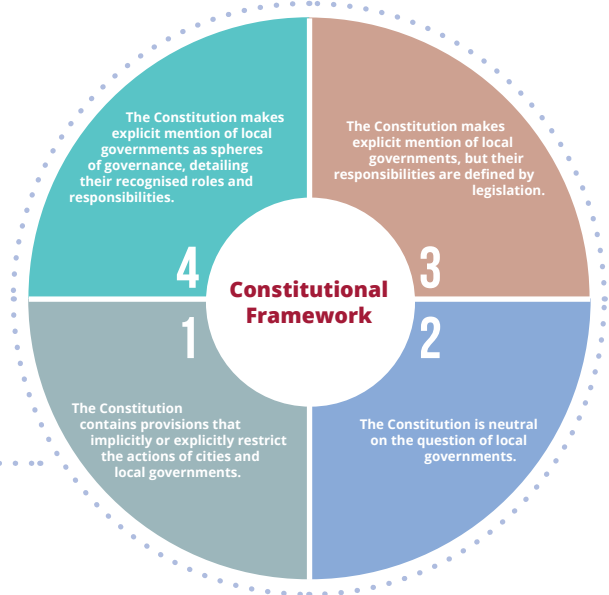 The Constitution makes
explicit mention of local
governments as spheres
of governance, detailing
their recognised roles and
responsibilities.
4
The Constitution makes
explicit mention of local
governments, but their
responsibilities are defined by
legislation.
3
Constitutional
Framework
1
The Constitution
contains provisions that
implicitly or explicitly restrict
the actions of cities and
local governments.
2
The Constitution is neutral
on the question of local
governments.